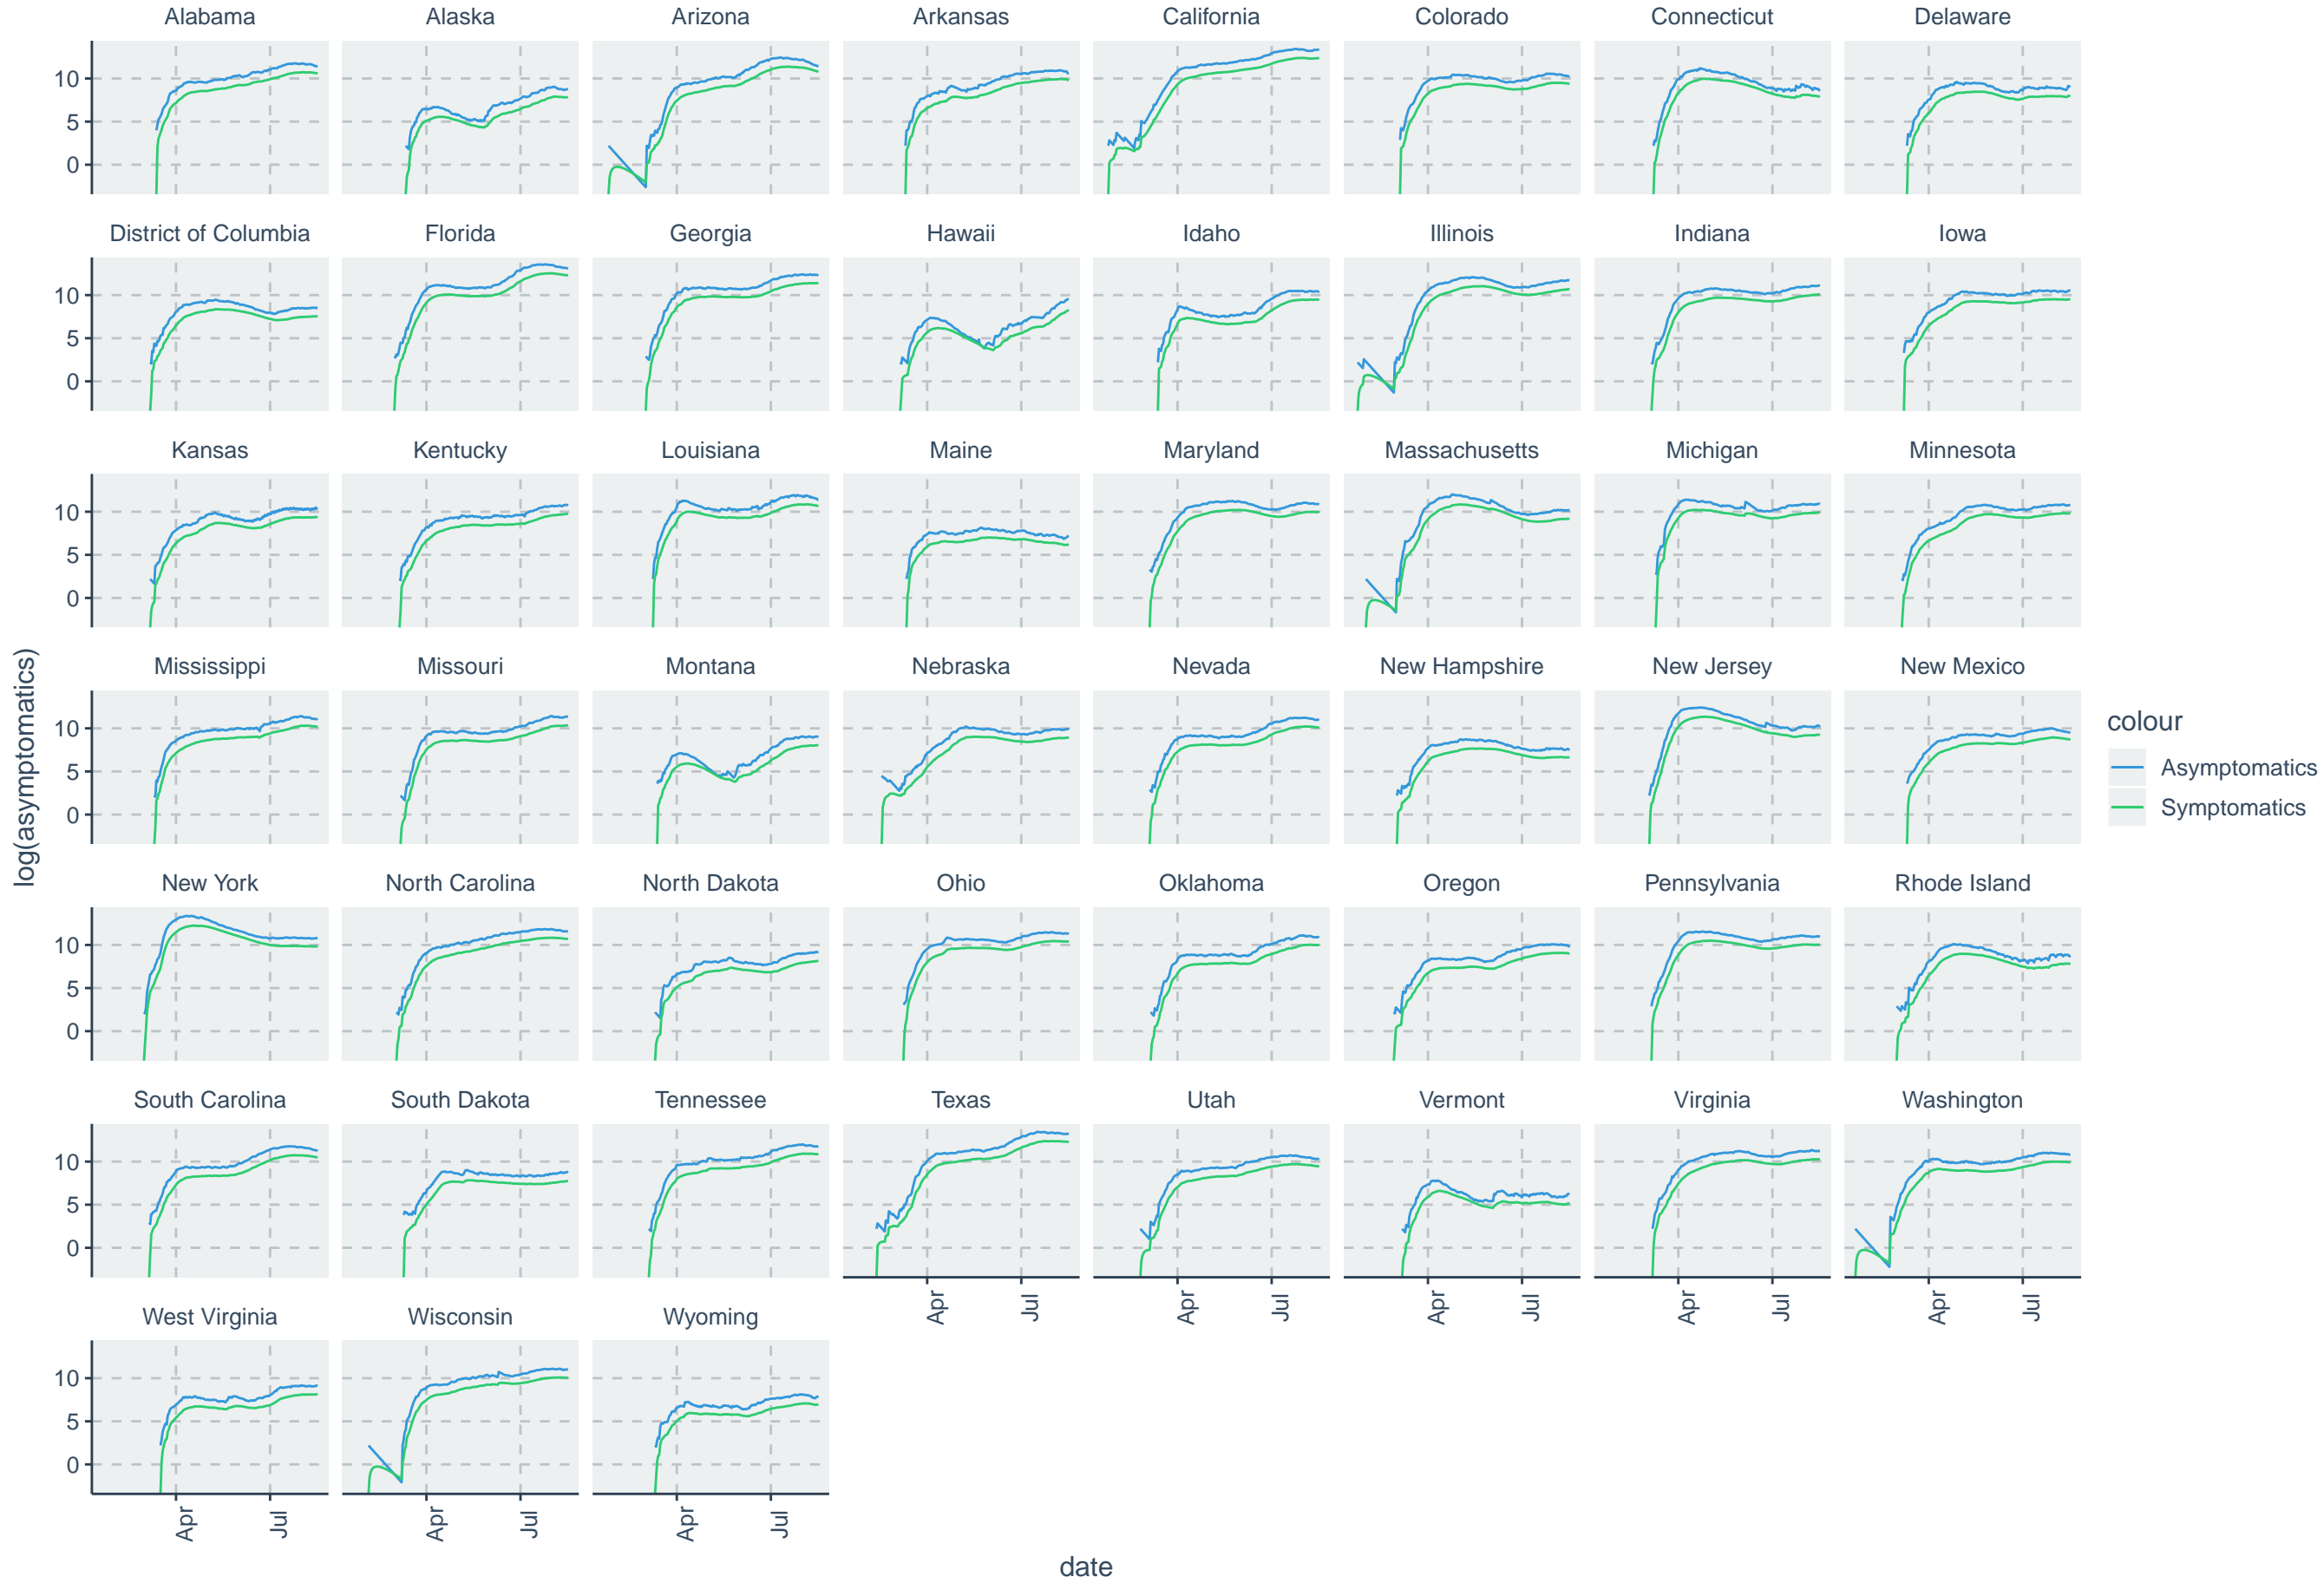 Alabama Alaska Arizona Arkansas California Colorado Connecticut Delaware
10
5
0
District of Columbia Florida Georgia Hawaii Idaho Illinois Indiana Iowa
10
5
0
Kansas Kentucky Louisiana Maine Maryland Massachusetts Michigan Minnesota
10
5
0
Mississippi Missouri Montana Nebraska Nevada New Hampshire New Jersey New Mexico
10
5
0
New York North Carolina North Dakota Ohio Oklahoma Oregon Pennsylvania Rhode Island
10
5
0
South Carolina South Dakota Tennessee Texas Utah Vermont Virginia Washington
10
5
0
Apr Jul Apr Jul Apr Jul Apr Jul Apr Jul
West Virginia Wisconsin Wyoming
10
5
0
Apr Jul Apr Jul Apr Jul
date
log(asymptomatics)
colour
Asymptomatics
Symptomatics